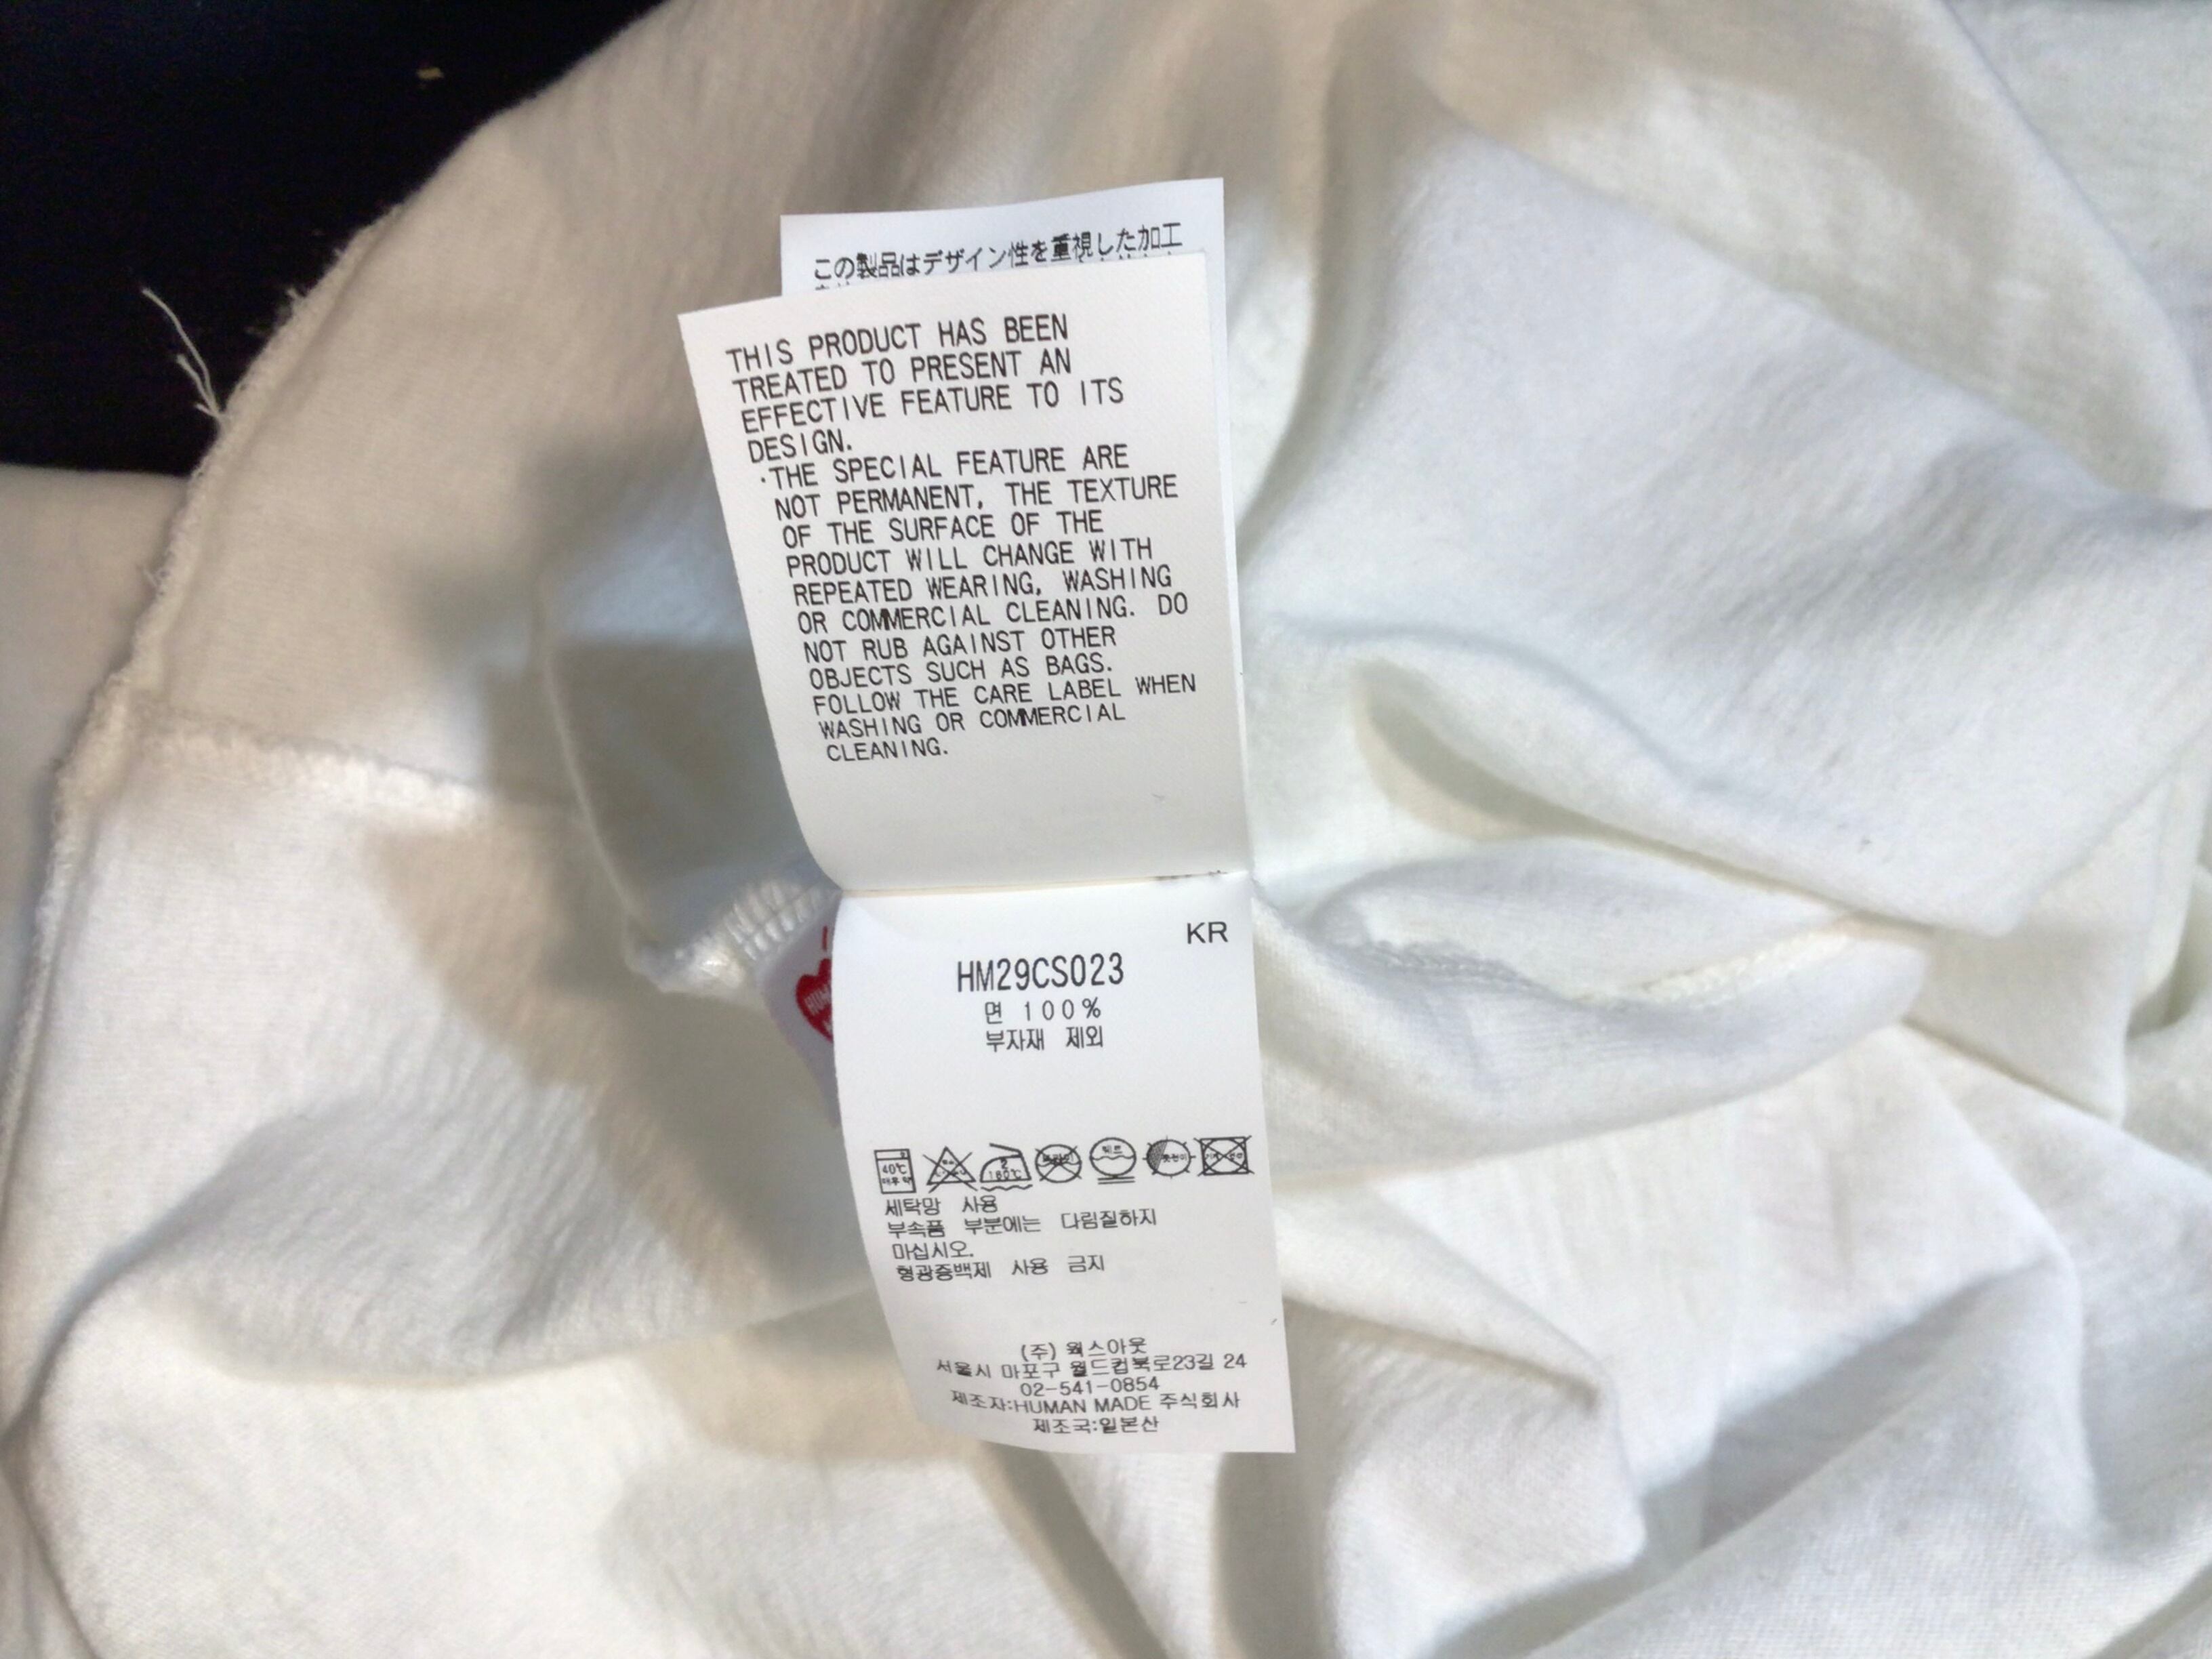 この製品はデザイン性を重視した加工
THIS PRODUCT HAS BEEN
TREATED TO PRESENT AN
EFFECTIVE FEATURE TO ITS
DESIGN.
・THE SPECIAL FEATURE ARE
NOT PERMANENT, THE TEXTURE
OF THE SURFACE OF THE
PRODUCT WILL CHANGE WITH
REPEATED WEARING, WASHING
OR COMMERCIAL CLEANING. DO
NOT RUB AGAINST OTHER
OBJECTS SUCH AS BAGS.
FOLLOW THE CARE LABEL WHEN
WASHING OR COMMERCIAL
CLEANING.
KR
HM29CS023
면 100%
부자재 제외
40℃
2
180℃
세탁망 사용
부속품 부분에는 다림질하지
마십시오.
형광증백제 사용 금지
(주) 웍스아웃
서울시 마포구 월드컵북로23길 24
02-541-0854
제조자:HUMAN MADE 주식회사
제조국:일본산